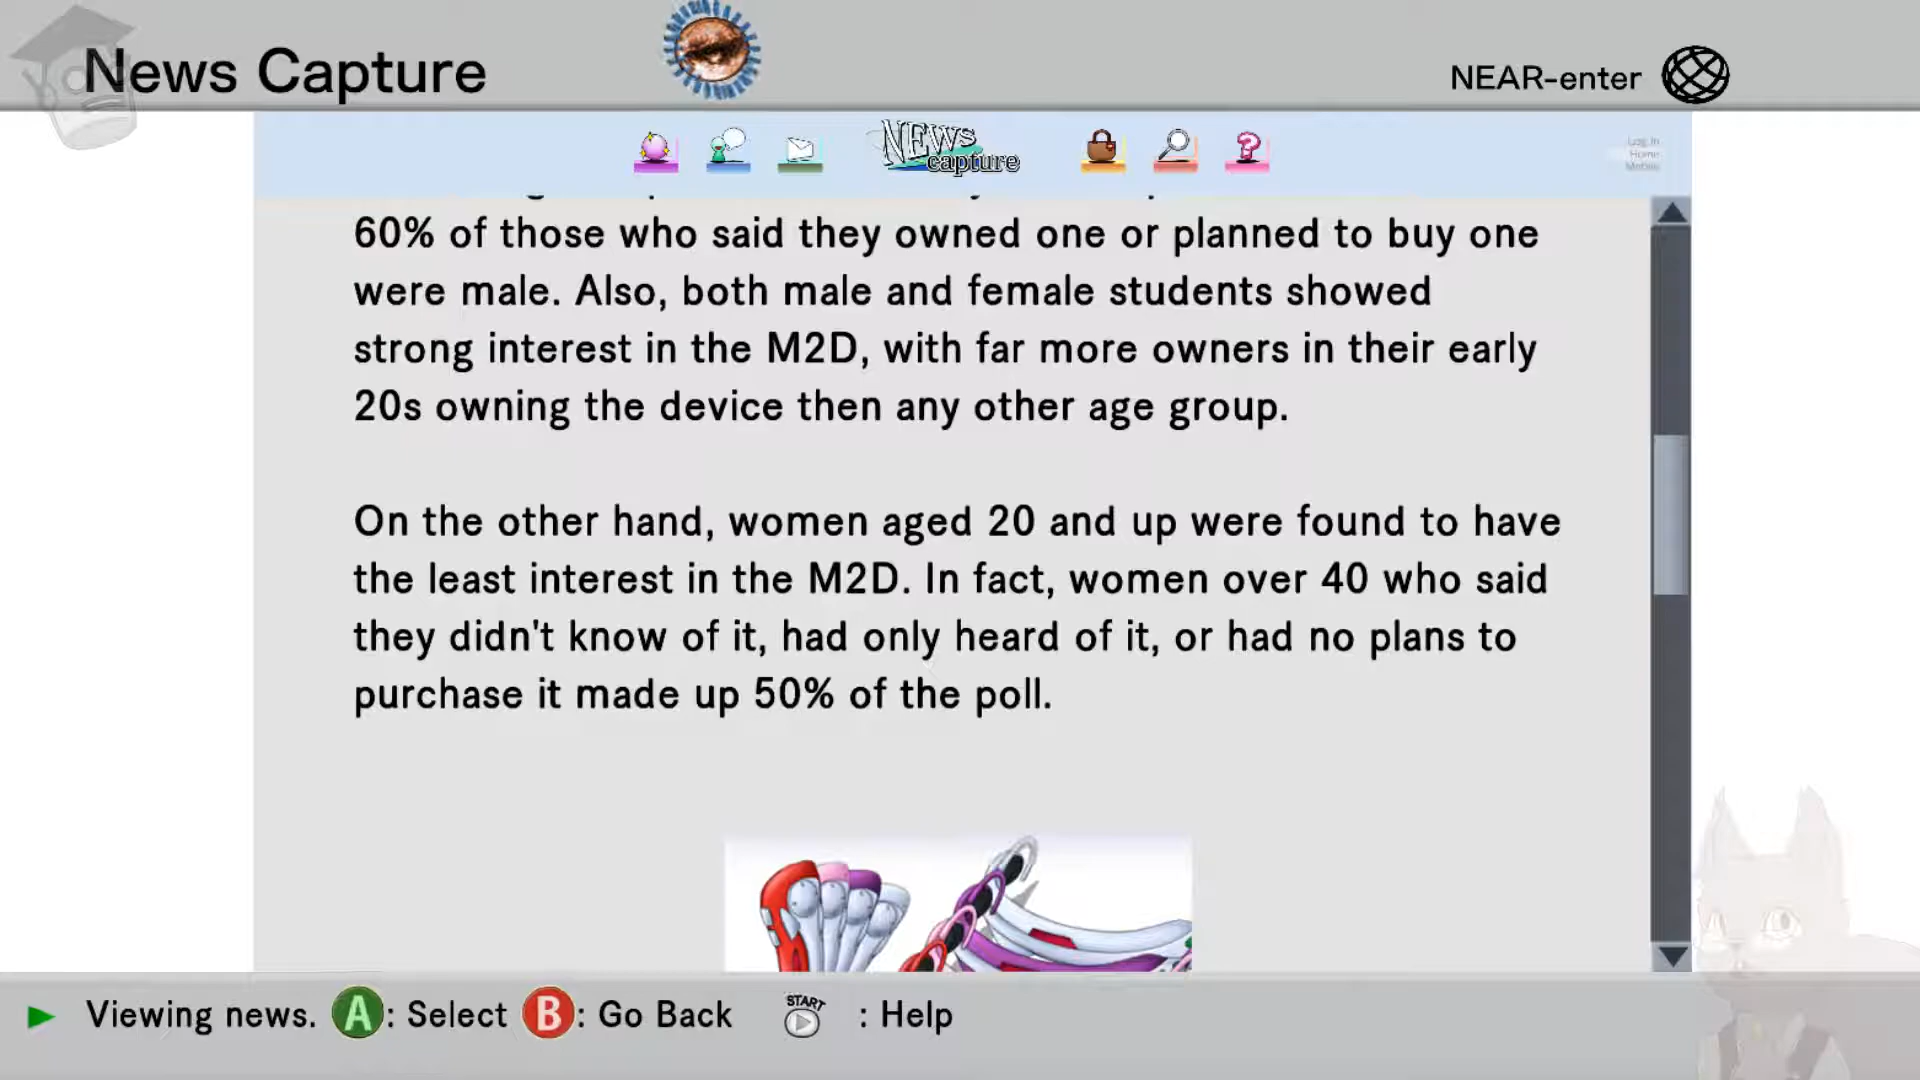 News Capture
NEAR-enter
NEWS
capture
Log In
Home
60% of those who said they owned one or planned to buy one
were male. Also, both male and female students showed
strong interest in the M2D, with far more owners in their early
20s owning the device then any other age group.
On the other hand, women aged 20 and up were found to have
the least interest in the M2D. In fact, women over 40 who said
they didn't know of it, had only heard of it, or had no plans to
purchase it made up 50% of the poll.
Viewing news. A: Select B: Go Back START : Help